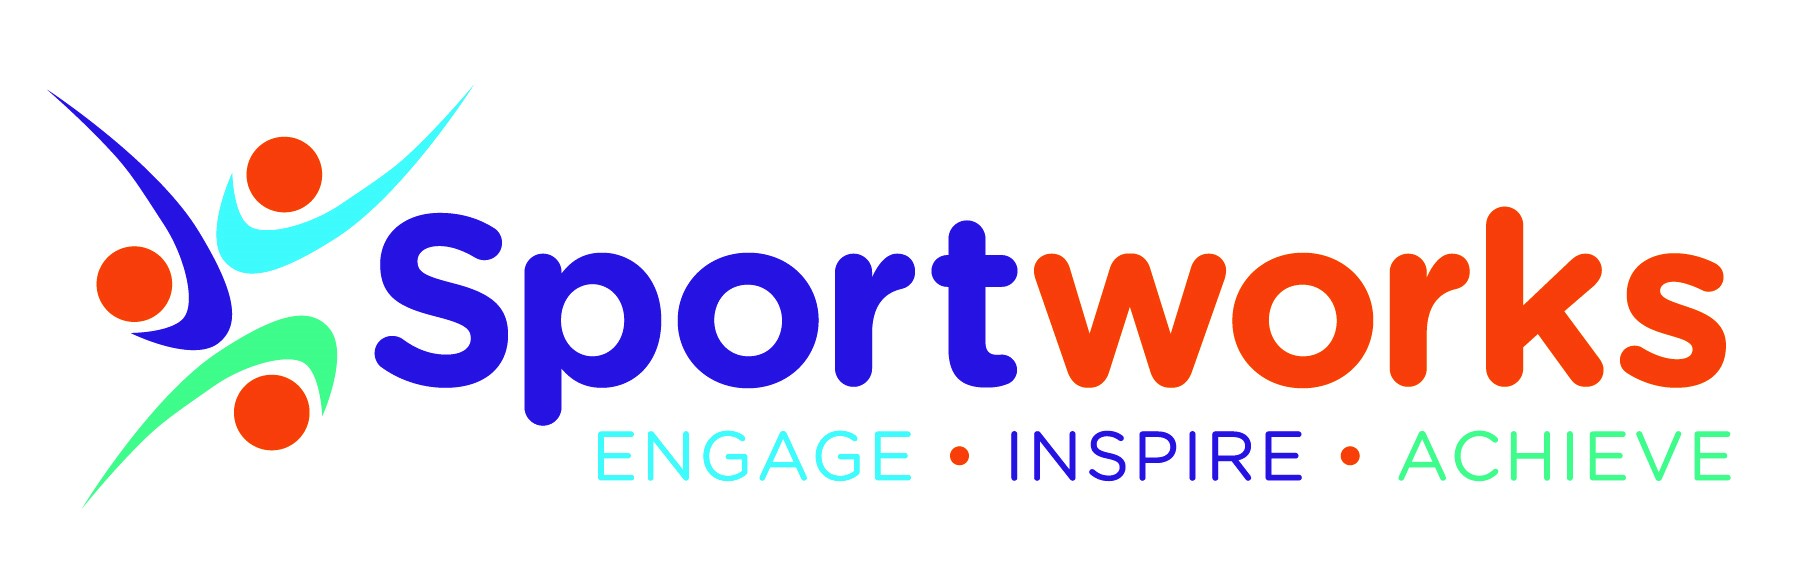 Sportworks
ENGAGE • INSPIRE • ACHIEVE